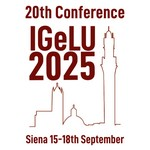 20th Conference
IGeLU
2025
Siena 15-18th September